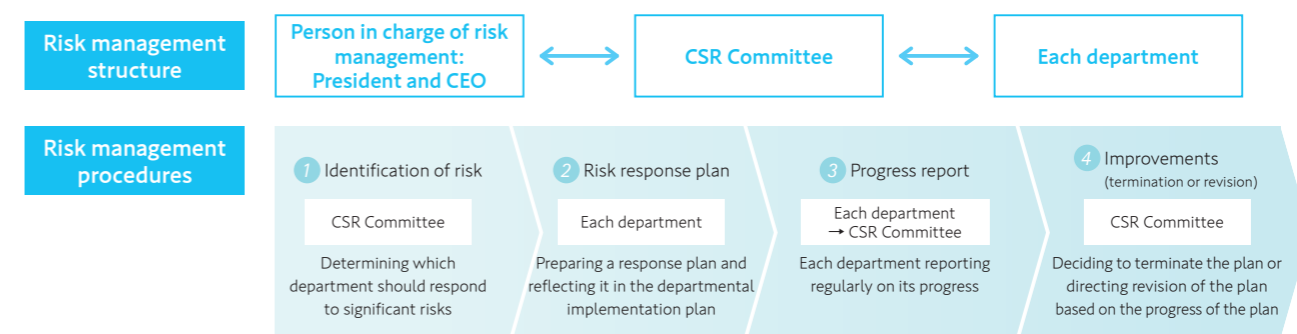 Risk management
structure
Person in charge of risk
management:
President and CEO
CSR Committee
Each department
Risk management
procedures
1 Identification of risk
CSR Committee
Determining which
department should respond
to significant risks
2 Risk response plan
Each department
Preparing a response plan and
reflecting it in the departmental
implementation plan
3 Progress report
Each department
→ CSR Committee
Each department reporting
regularly on its progress
4 Improvements
(termination or revision)
CSR Committee
Deciding to terminate the plan or
directing revision of the plan
based on the progress of the plan